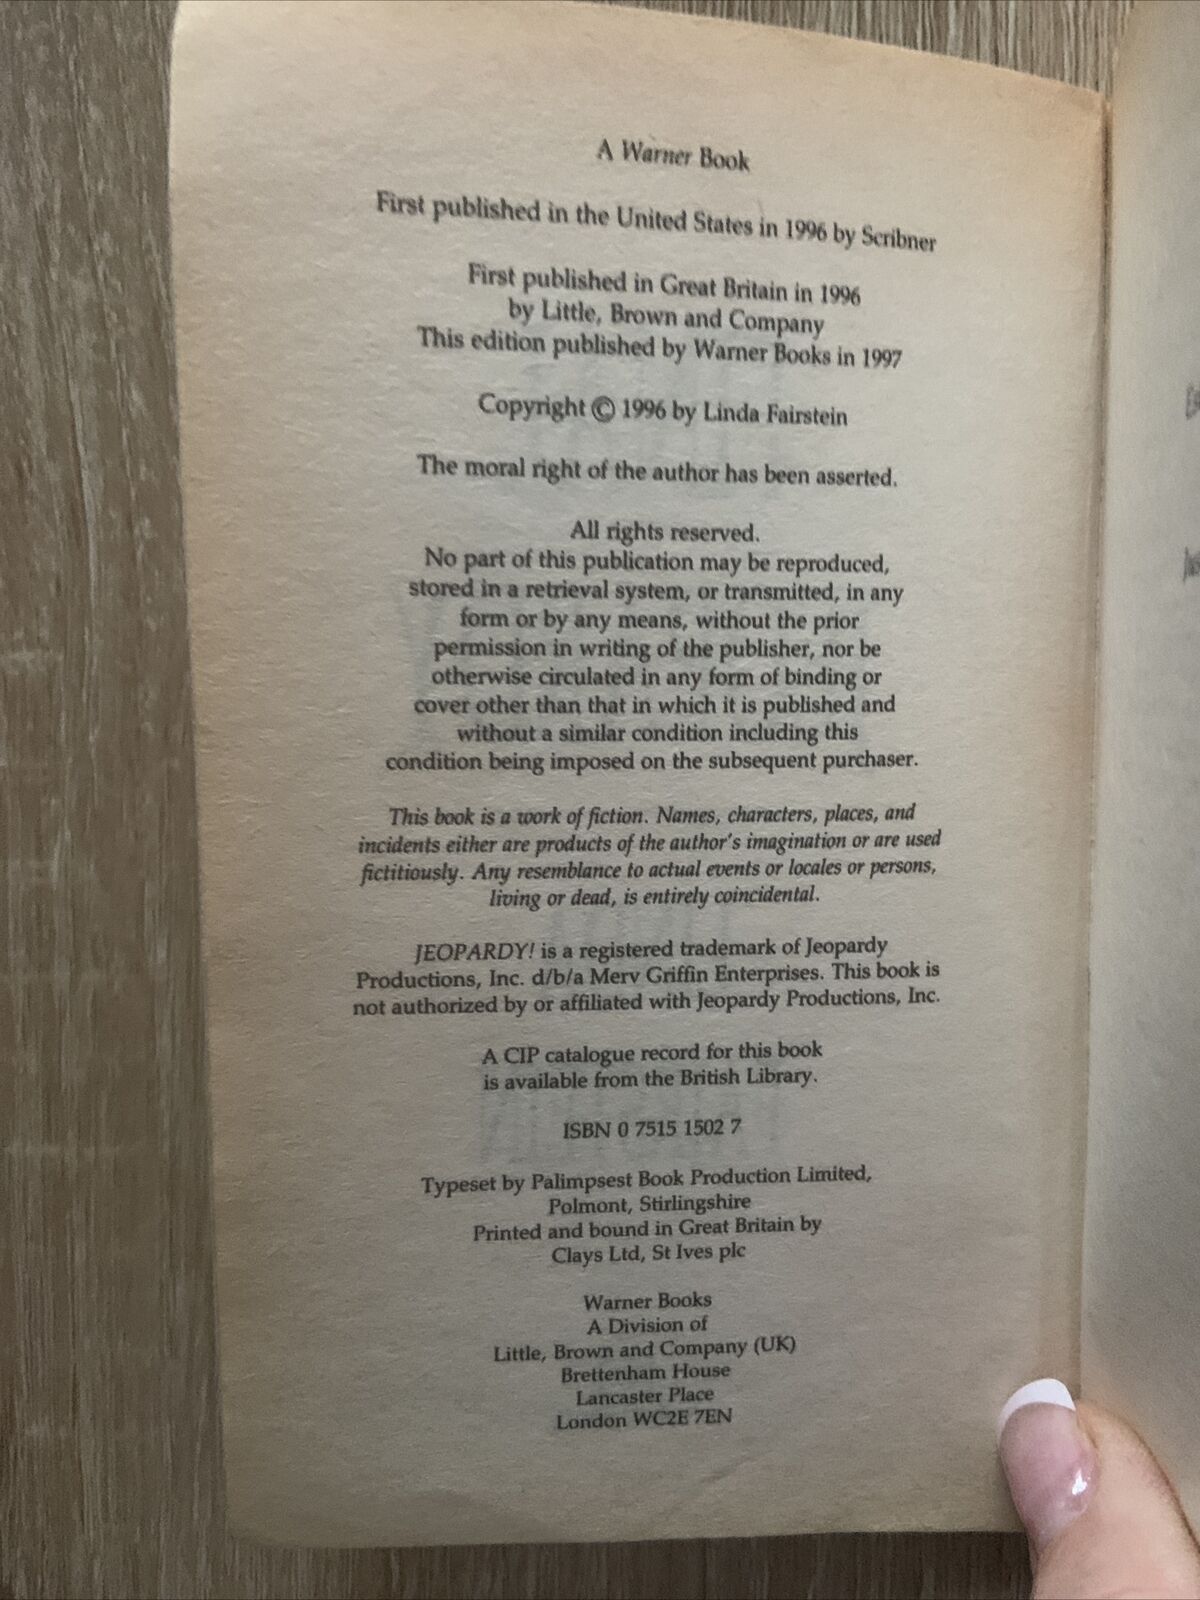 A Warner Book
First published in the United States in 1996 by Scribner
First published in Great Britain in 1996
by Little, Brown and Company
This edition published by Warner Books in 1997
Copyright © 1996 by Linda Fairstein
The moral right of the author has been asserted.
All rights reserved.
No part of this publication may be reproduced,
stored in a retrieval system, or transmitted, in any
form or by any means, without the prior
permission in writing of the publisher, nor be
otherwise circulated in any form of binding or
cover other than that in which it is published and
without a similar condition including this
condition being imposed on the subsequent purchaser.
This book is a work of fiction. Names, characters, places, and
incidents either are products of the author's imagination or are used
fictitiously. Any resemblance to actual events or locales or persons,
living or dead, is entirely coincidental.
JEOPARDY! is a registered trademark of Jeopardy
Productions, Inc. d/b/a Merv Griffin Enterprises. This book is
not authorized by or affiliated with Jeopardy Productions, Inc.
A CIP catalogue record for this book
is available from the British Library.
ISBN 0 7515 1502 7
Typeset by Palimpsest Book Production Limited,
Polmont, Stirlingshire
Printed and bound in Great Britain by
Clays Ltd, St Ives plc
Warner Books
A Division of
Little, Brown and Company (UK)
Brettenham House
Lancaster Place
London WC2E 7EN